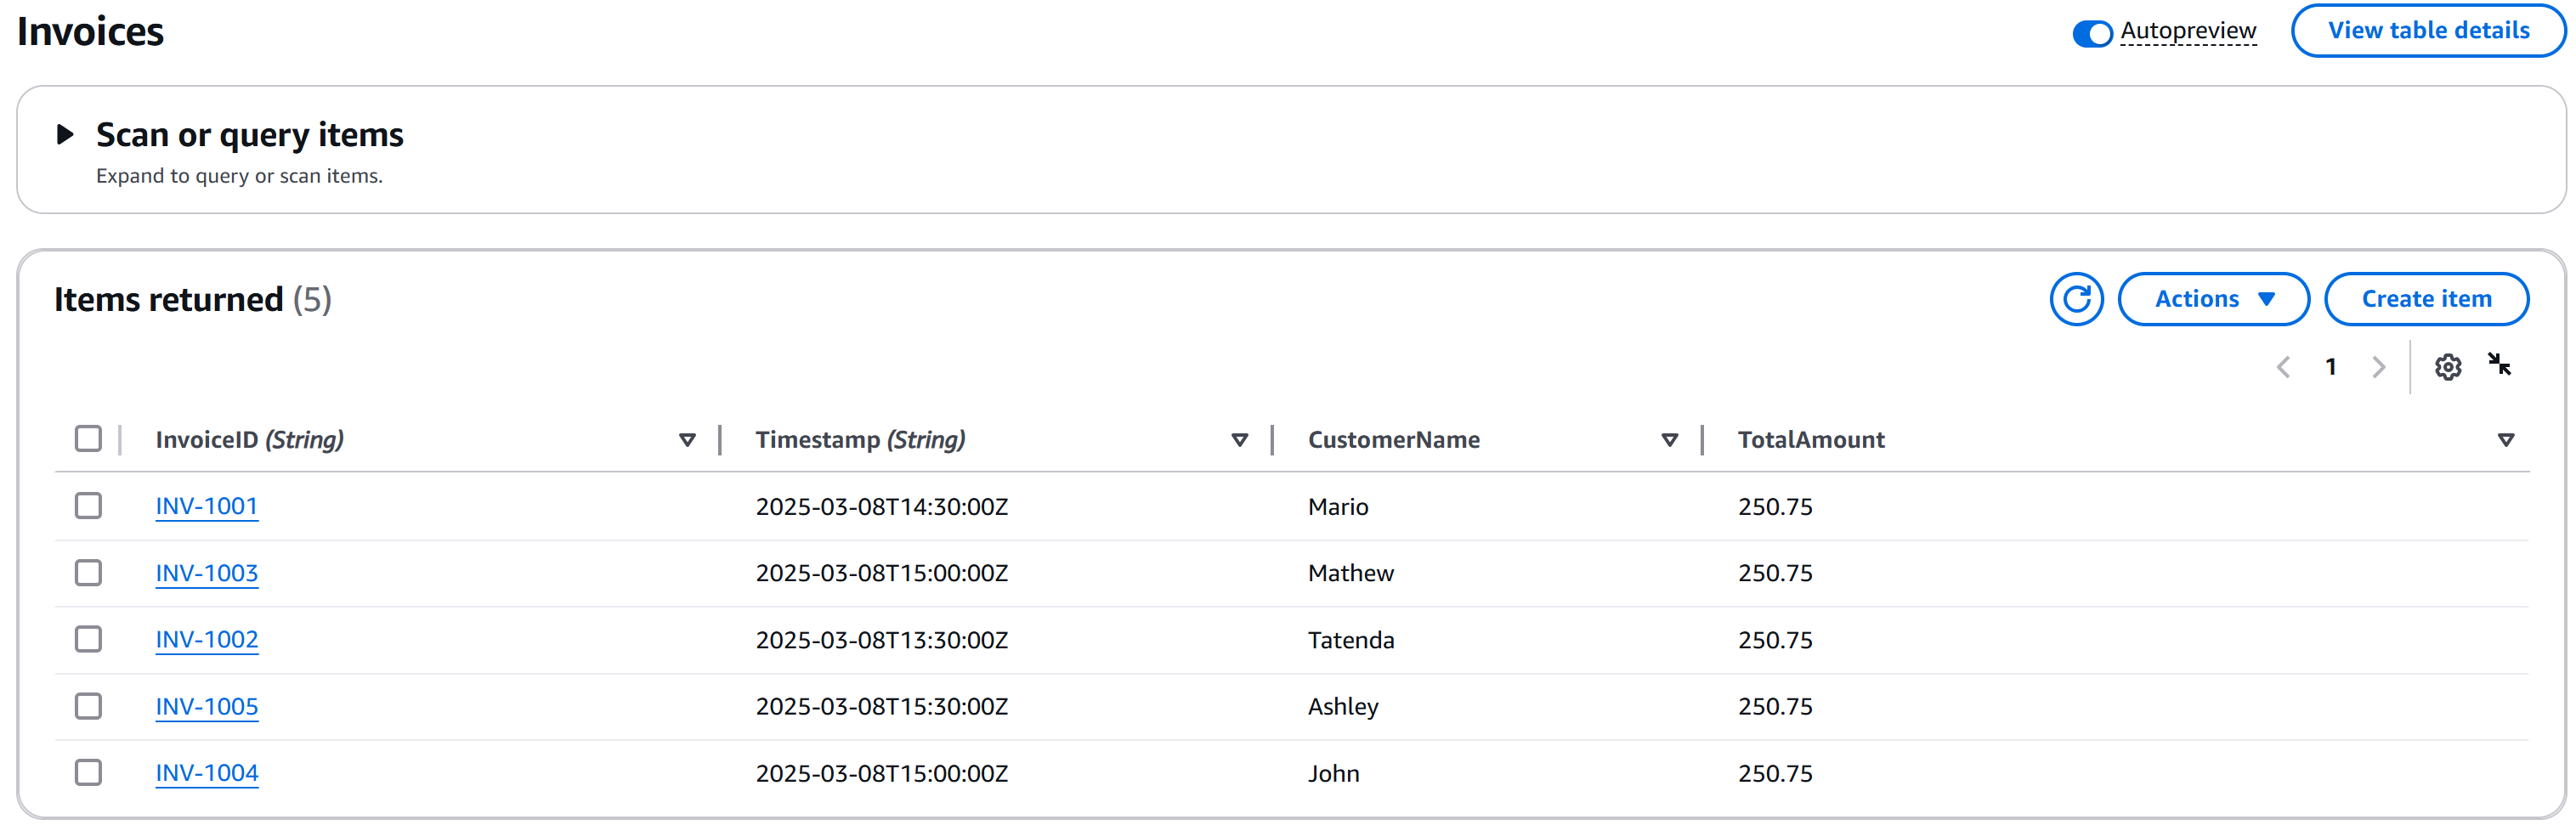 Invoices
Autopreview
View table details
Scan or query items
Expand to query or scan items.
Items returned (5)
Actions
Create item
1
InvoiceID (String) Timestamp (String) CustomerName TotalAmount
INV-1001 2025-03-08T14:30:00Z Mario 250.75
INV-1003 2025-03-08T15:00:00Z Mathew 250.75
INV-1002 2025-03-08T13:30:00Z Tatenda 250.75
INV-1005 2025-03-08T15:30:00Z Ashley 250.75
INV-1004 2025-03-08T15:00:00Z John 250.75